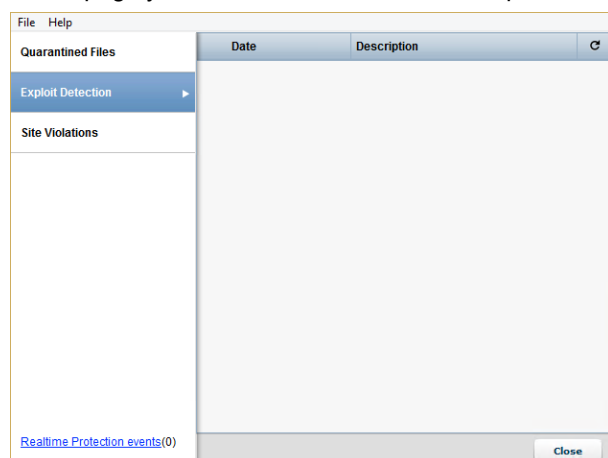 File Help
Quarantined Files
Date Description
Exploit Detection
Site Violations
Realtime Protection events(0)
Close